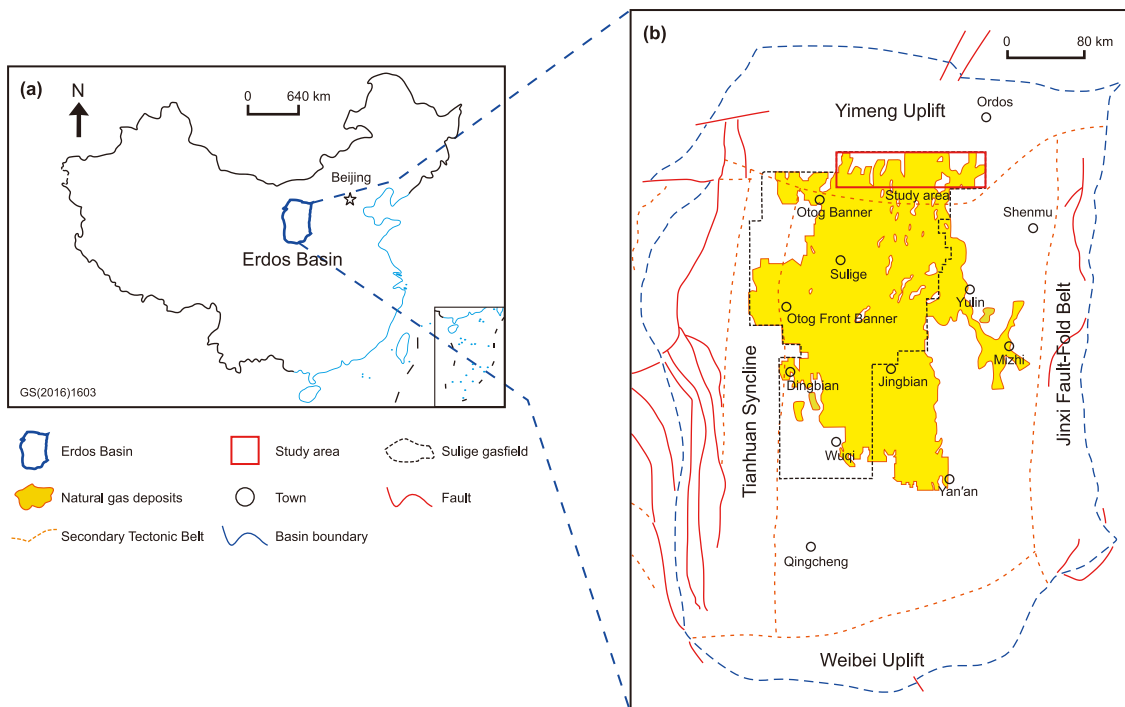 (a)
N
0 640 km
Beijing
Erdos Basin
GS(2016)1603
Erdos Basin
Study area
Sulige gasfield
Natural gas deposits
Town
Fault
Secondary Tectonic Belt
Basin boundary
(b)
0 80 km
Ordos
Yimeng Uplift
Study area
Otog Banner
Shenmu
Sulige
Yulin
Otog Front Banner
Mizhi
Jingbian
Dingbian
Tianhuan Syncline
Jinxi Fault-Fold Belt
Wuqi
Yan'an
Qingcheng
Weibei Uplift